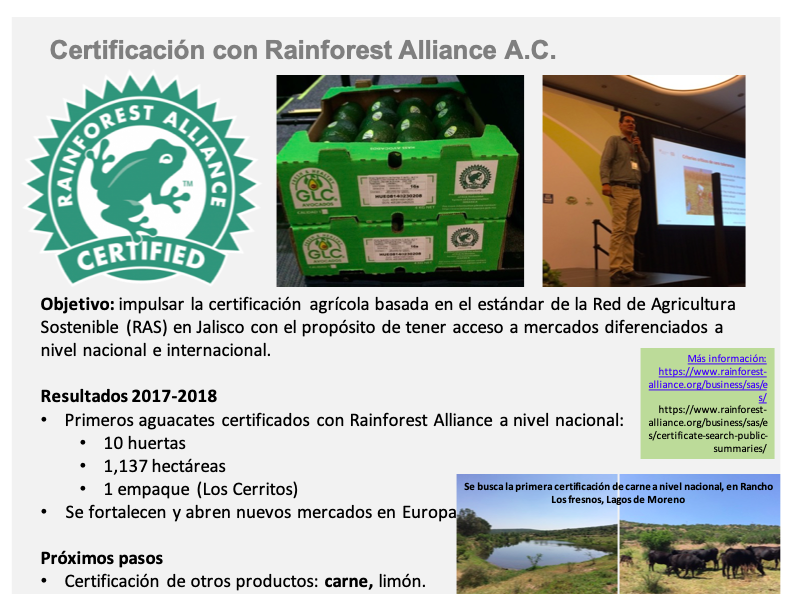 Certificación con Rainforest Alliance A.C.
RAINFOREST ALLIANCE
TM
CERTIFIED
GLC
AVOCADOS
GLC
AVOCADOS
Objetivo: impulsar la certificación agrícola basada en el estándar de la Red de Agricultura
Sostenible (RAS) en Jalisco con el propósito de tener acceso a mercados diferenciados a
nivel nacional e internacional.
Más información:
https://www.rainforest-
alliance.org/business/sas/e
s/
https://www.rainforest-
alliance.org/business/sas/e
s/certificate-search-public-
summaries/
Resultados 2017-2018
• Primeros aguacates certificados con Rainforest Alliance a nivel nacional:
• 10 huertas
• 1,137 hectáreas
• 1 empaque (Los Cerritos)
• Se fortalecen y abren nuevos mercados en Europa
Se busca la primera certificación de carne a nivel nacional, en Rancho
Los fresnos, Lagos de Moreno
Próximos pasos
• Certificación de otros productos: carne, limón.